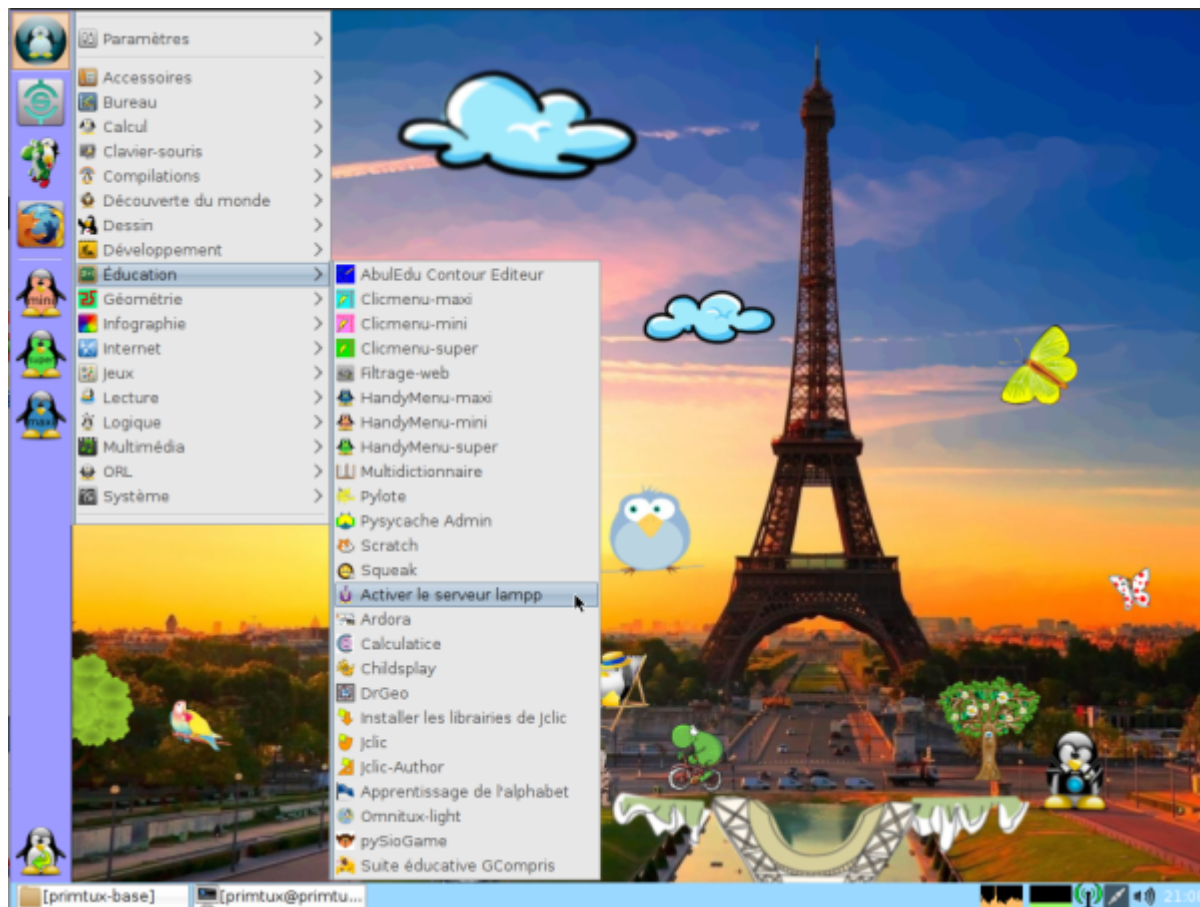 Paramètres
Accessoires
Bureau
Calcul
Clavier-souris
Compilations
Découverte du monde
Dessin
Développement
Éducation
Géométrie
Infographie
Internet
Jeux
Lecture
Logique
Multimédia
ORL
Système
AbulEdu Contour Editeur
Clicmenu-maxi
Clicmenu-mini
Clicmenu-super
Filtrage-web
HandyMenu-maxi
HandyMenu-mini
HandyMenu-super
Multidictionnaire
Pylote
Pysycache Admin
Scratch
Squeak
Activer le serveur lampp
Ardora
Calculatice
Childsplay
DrGeo
Installer les librairies de Jclic
Jclic
Jclic-Author
Apprentissage de l'alphabet
Omnitux-light
pySioGame
Suite éducative GCompris
mini
super
maxi
[primtux-base]
[primtux@primtu...